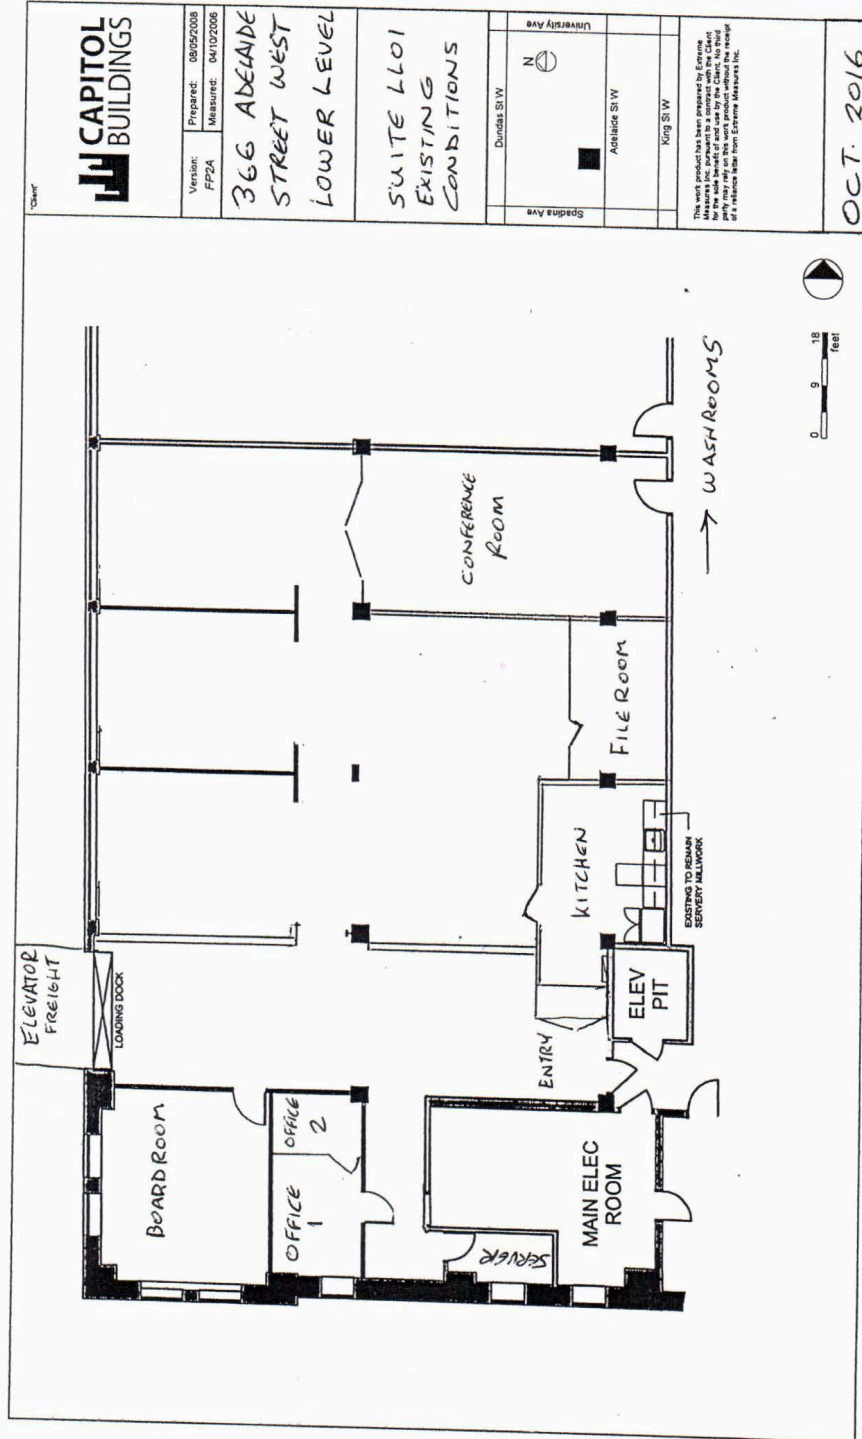 "Client"
CAPITOL
BUILDINGS
Version:
FP2A
Prepared: 08/05/2008
Measured: 04/10/2006
366 ADELAIDE
STREET WEST
LOWER LEVEL
SUITE LL01
EXISTING
CONDITIONS
Dundas St W
Spadina Ave
University Ave
N
Adelaide St W
King St W
This work product has been prepared by Extreme
Measures Inc. pursuant to a contract with the Client
for the sole benefit of and use by the Client. No third
party may rely on this work product without the receipt
of a reliance letter from Extreme Measures Inc.
OCT. 2016
ELEVATOR
FREIGHT
LOADING DOCK
BOARDROOM
OFFICE
1
OFFICE
2
SERVER
MAIN ELEC
ROOM
ENTRY
ELEV
PIT
KITCHEN
EXISTING TO REMAIN
SERVERY MILLWORK
FILE ROOM
CONFERENCE
ROOM
→ WASHROOMS
0 9 18
feet